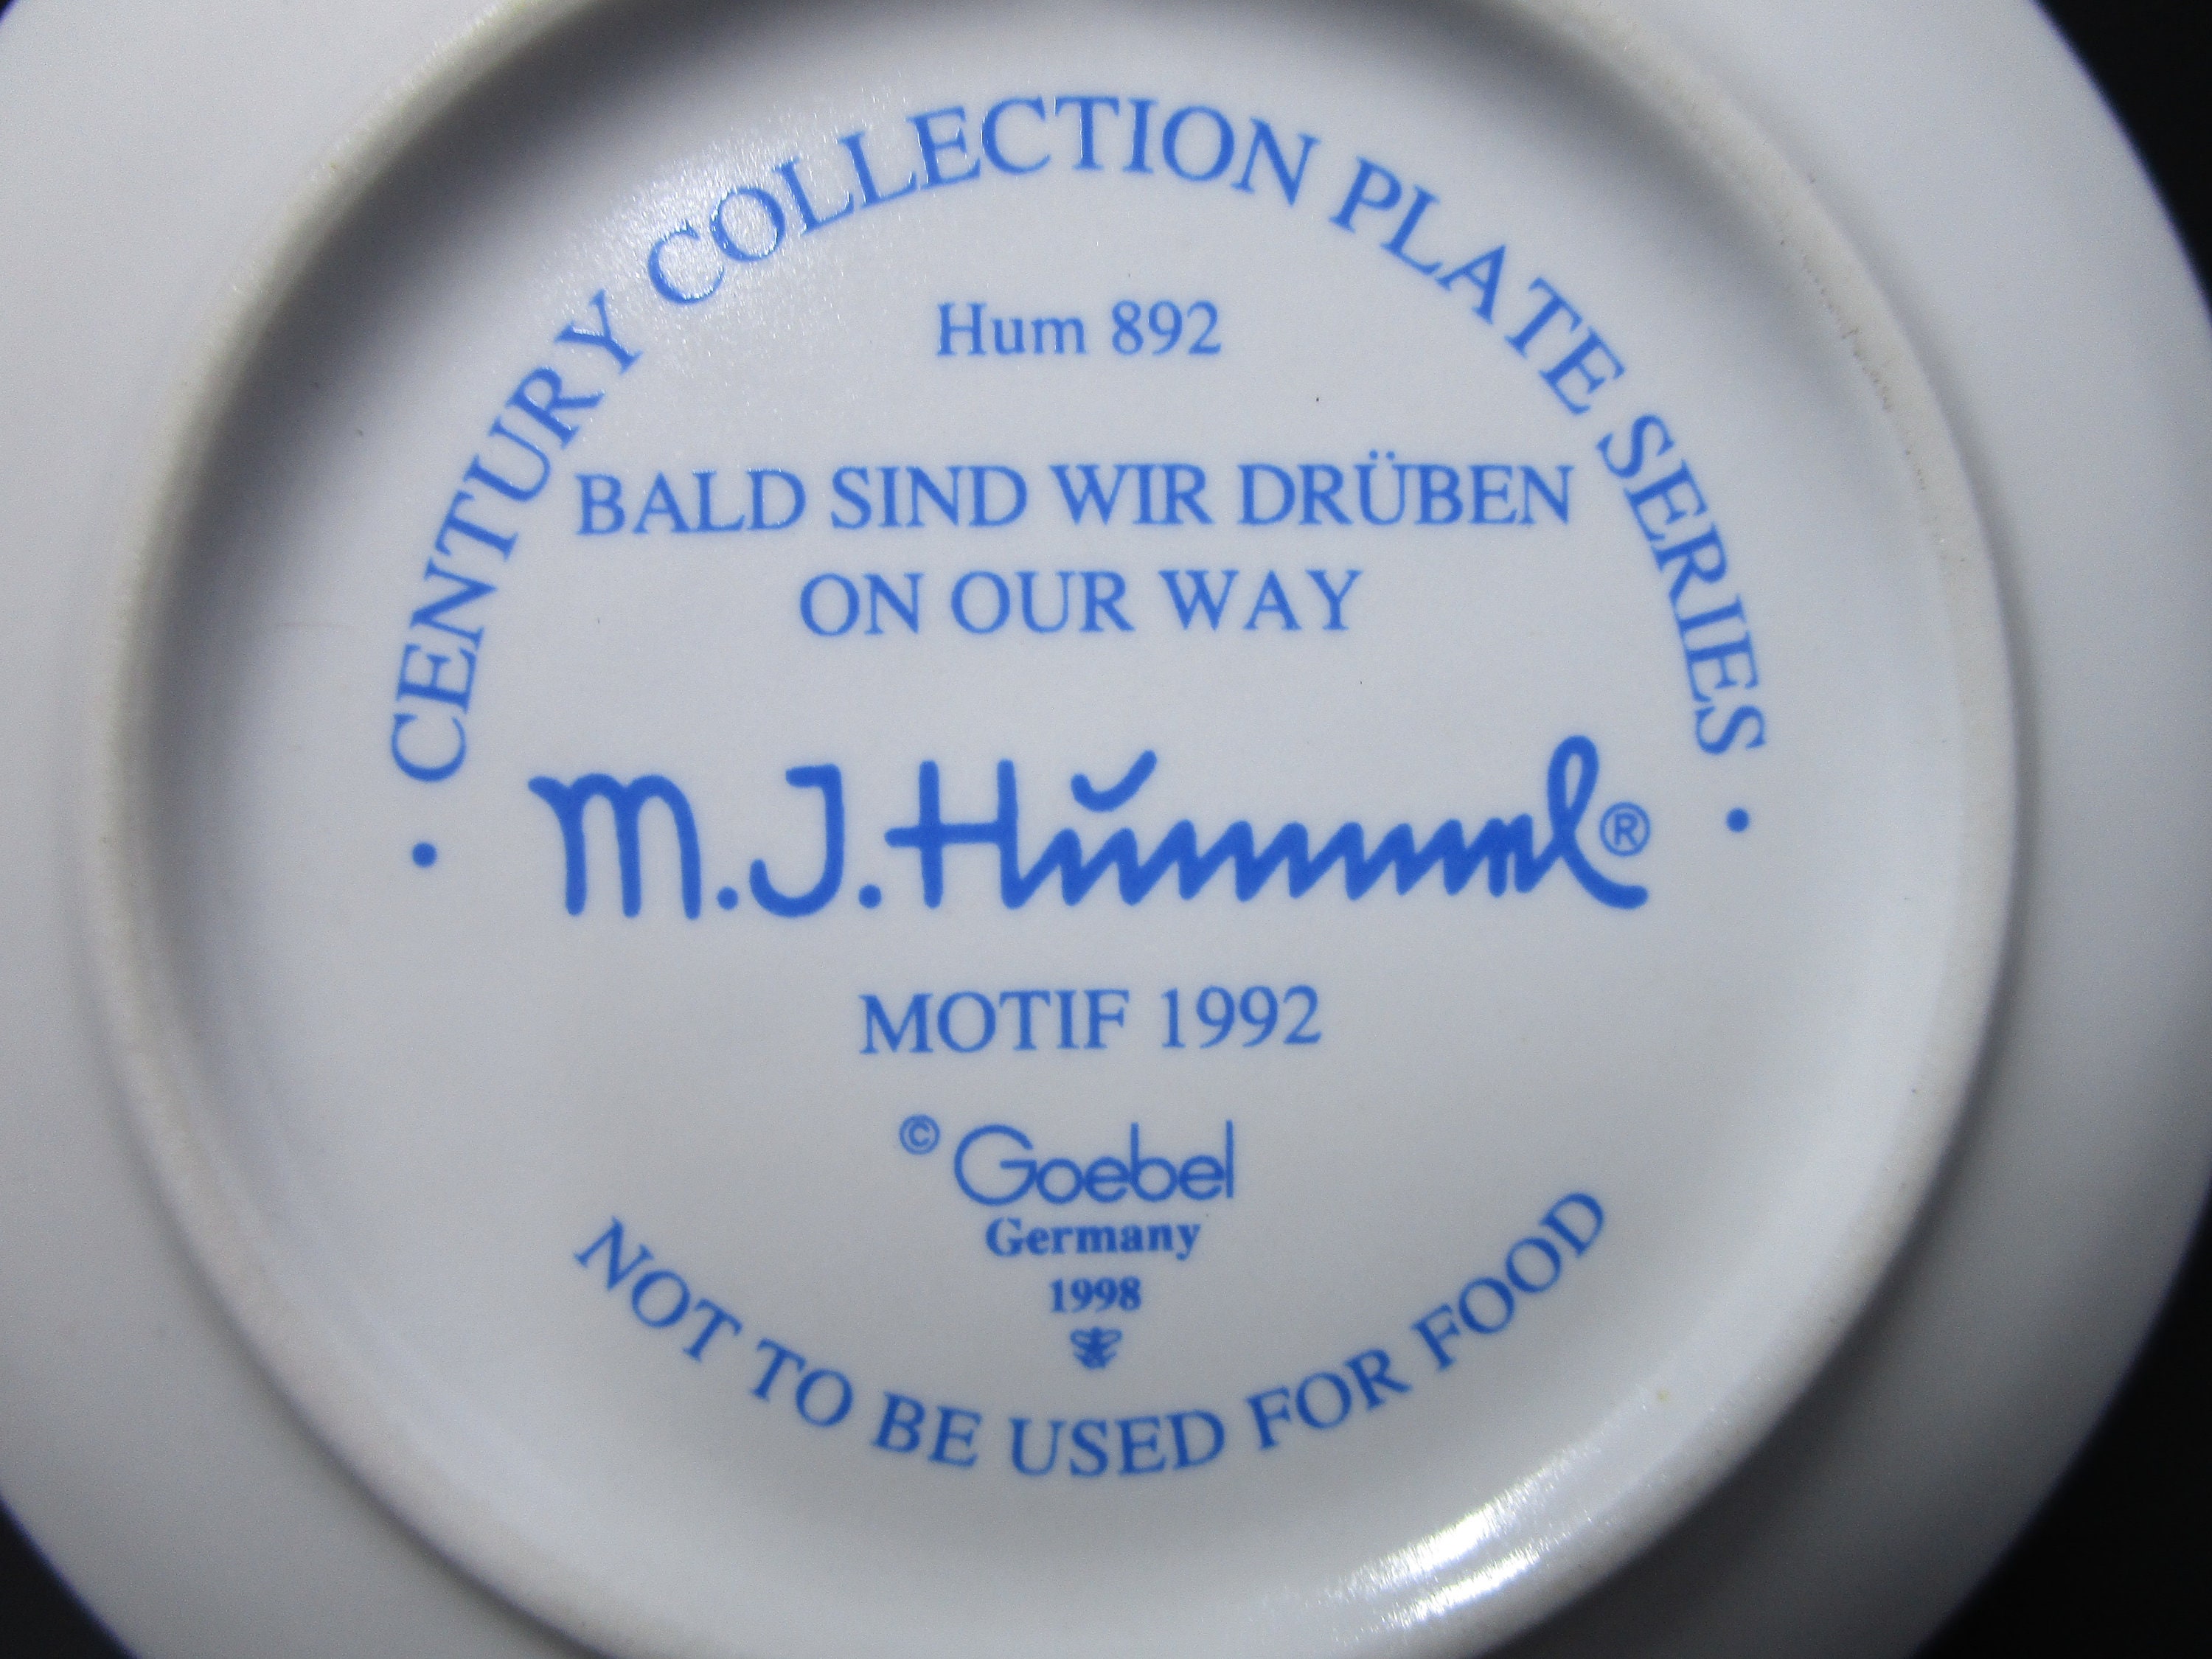 CENTURY COLLECTION PLATE SERIES
Hum 892
BALD SIND WIR DRÜBEN
ON OUR WAY
M.J. Hummel ®
MOTIF 1992
© Goebel
Germany
1998
NOT TO BE USED FOR FOOD